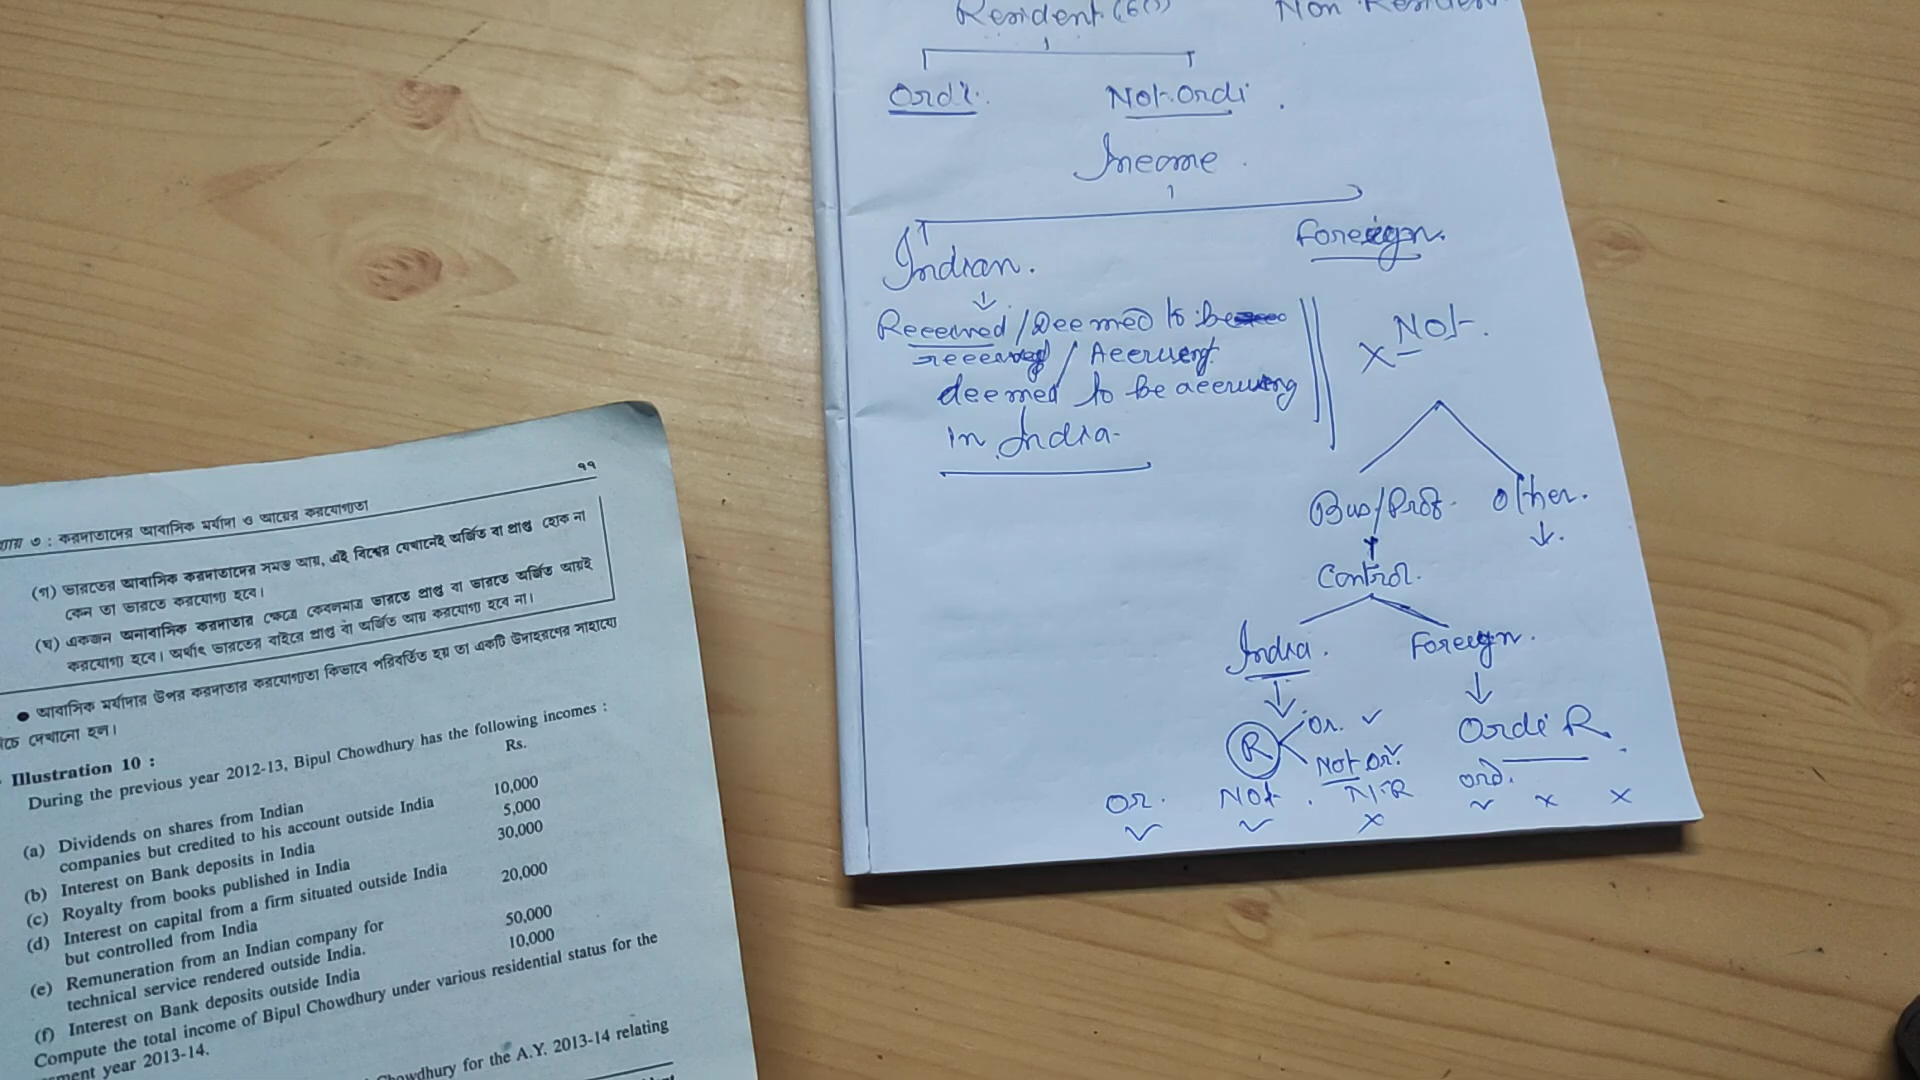 Resident (6(1)) Non Resident
Ordi. Not-Ordi.
Income.
Indian. Foreign.
Received / Deemed to be
received / Accruing
deemed to be accruing
in India-
x Not-.
Bus/Prof. Other.
Control.
India. Foreign.
R Or. ✓ Ordi R.
Not Or. ✓
Or. Not. N.R Ord.
✓ ✓ x ✓ x x
৭৭
৩ : করদাতাদের আবাসিক মর্যাদা ও আয়ের করযোগ্যতা
(গ) ভারতের আবাসিক করদাতাদের সমস্ত আয়, এই বিশ্বের যেখানেই অর্জিত বা প্রাপ্ত হোক না
কেন তা ভারতে করযোগ্য হবে।
(ঘ) একজন অনাবাসিক করদাতার ক্ষেত্রে কেবলমাত্র ভারতে প্রাপ্ত বা ভারতে অর্জিত আয়ই
করযোগ্য হবে। অর্থাৎ ভারতের বাইরে প্রাপ্ত বা অর্জিত আয় করযোগ্য হবে না।
● আবাসিক মর্যাদার উপর করদাতার করযোগ্যতা কিভাবে পরিবর্তিত হয় তা একটি উদাহরণের সাহায্যে
দেখানো হল।
Illustration 10 :
During the previous year 2012-13, Bipul Chowdhury has the following incomes :
Rs.
(a) Dividends on shares from Indian
companies but credited to his account outside India 10,000
(b) Interest on Bank deposits in India 5,000
(c) Royalty from books published in India 30,000
(d) Interest on capital from a firm situated outside India
but controlled from India 20,000
(e) Remuneration from an Indian company for
technical service rendered outside India. 50,000
(f) Interest on Bank deposits outside India 10,000
Compute the total income of Bipul Chowdhury under various residential status for the
year 2013-14.
Chowdhury for the A.Y. 2013-14 relating